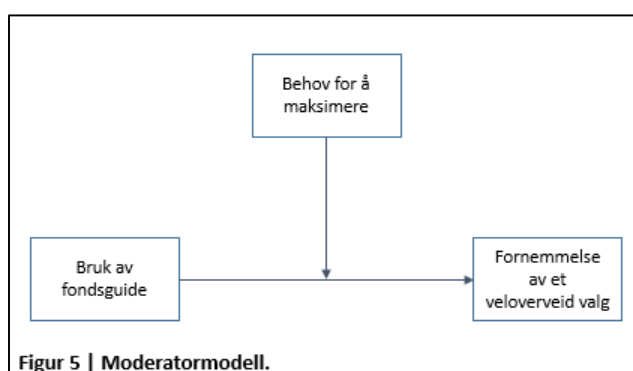 Behov for å
maksimere
Bruk av
fondsguide
Fornemmelse
av et
veloverveid valg
Figur 5 | Moderatormodell.